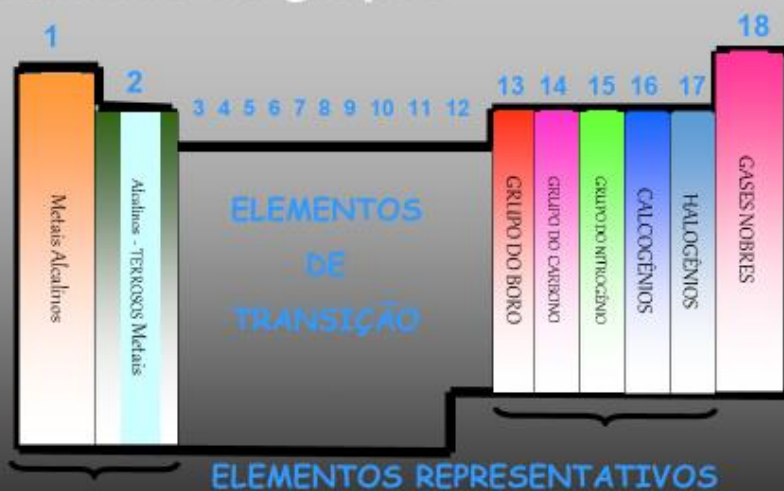 1
2
3 4 5 6 7 8 9 10 11 12
13 14 15 16 17
18
Metais Alcalinos
Alcalinos - TERROSOS Metais
ELEMENTOS
DE
TRANSIÇÃO
GRUPO DO BORO
GRUPO DO CARBONO
GRUPO DO NITROGÊNIO
CALCOGÊNIOS
HALOGÊNIOS
GASES NOBRES
ELEMENTOS REPRESENTATIVOS